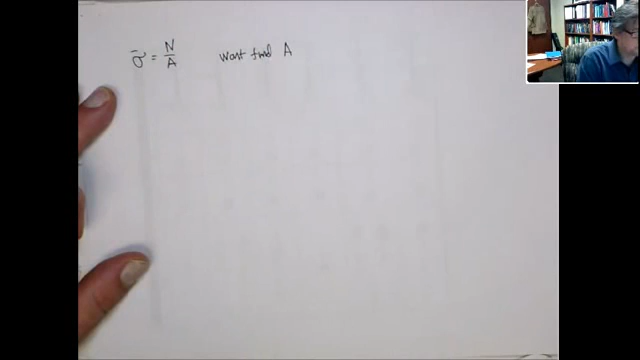 σ̄ = N/A want find A